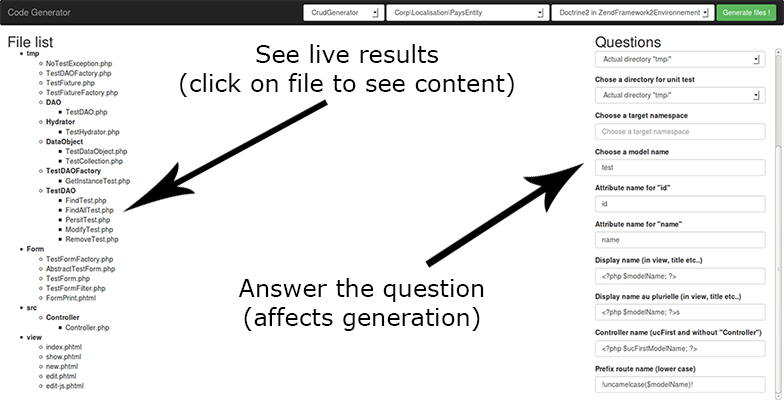 Code Generator
CrudGenerator
Corp\Localisation\PaysEntity
Doctrine2 in ZendFramework2Environnement
Generate files !
File list
tmp
NoTestException.php
TestDAOFactory.php
TestFixture.php
TestFixtureFactory.php
DAO
TestDAO.php
Hydrator
TestHydrator.php
DataObject
TestDataObject.php
TestCollection.php
TestDAOFactory
GetInstanceTest.php
TestDAO
FindTest.php
FindAllTest.php
PersitTest.php
ModifyTest.php
RemoveTest.php
Form
TestFormFactory.php
AbstractTestForm.php
TestForm.php
TestFormFilter.php
FormPrint.phtml
src
Controller
Controller.php
view
index.phtml
show.phtml
new.phtml
edit.phtml
edit-js.phtml
See live results
(click on file to see content)
Answer the question
(affects generation)
Questions
Actual directory "tmp/"
Chose a directory for unit test
Actual directory "tmp/"
Choose a target namespace
Choose a target namespace
Choose a model name
test
Attribute name for "id"
id
Attribute name for "name"
name
Display name (in view, title etc..)
<?php $modelName; ?>
Display name au plurielle (in view, title etc..)
<?php $modelName; ?>s
Controller name (ucFirst and without "Controller")
<?php $ucFirstModelName; ?>
Prefix route name (lower case)
!uncamelcase($modelName)!